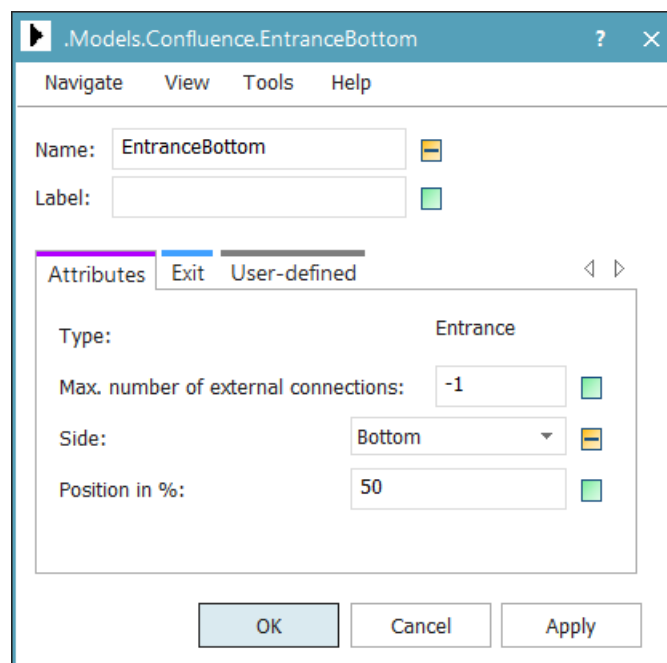 .Models.Confluence.EntranceBottom ?
Navigate View Tools Help
Name: EntranceBottom
Label:
Attributes Exit User-defined
Type: Entrance
Max. number of external connections: -1
Side: Bottom
Position in %: 50
OK Cancel Apply